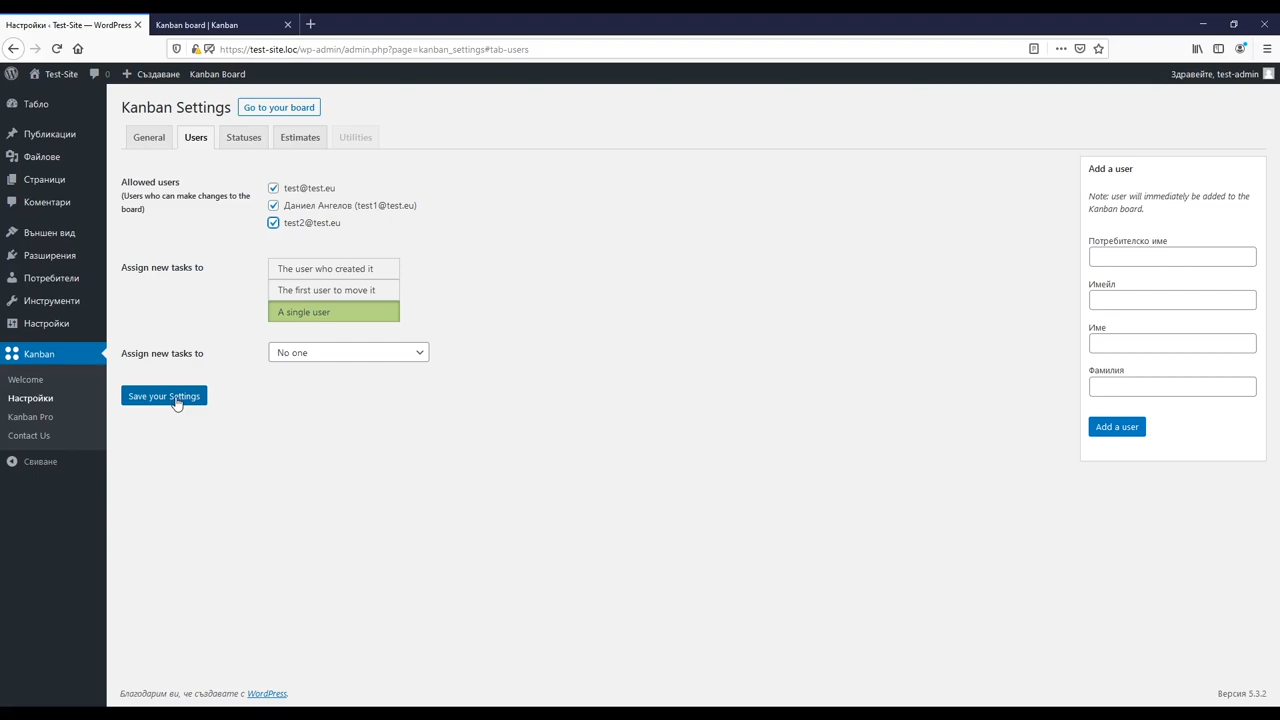 Настройки ‹ Test-Site — WordPress
Kanban board | Kanban
https://test-site.loc/wp-admin/admin.php?page=kanban_settings#tab-users
Test-Site
0
Създаване
Kanban Board
Здравейте, test-admin
Табло
Публикации
Файлове
Страници
Коментари
Външен вид
Разширения
Потребители
Инструменти
Настройки
Kanban
Welcome
Настройки
Kanban Pro
Contact Us
Свиване
Kanban Settings
Go to your board
General
Users
Statuses
Estimates
Utilities
Allowed users
(Users who can make changes to the
board)
test@test.eu
Даниел Ангелов (test1@test.eu)
test2@test.eu
Assign new tasks to
The user who created it
The first user to move it
A single user
Assign new tasks to
No one
Save your Settings
Add a user
Note: user will immediately be added to the
Kanban board.
Потребителско име
Имейл
Име
Фамилия
Add a user
Благодарим ви, че създавате с WordPress.
Версия 5.3.2